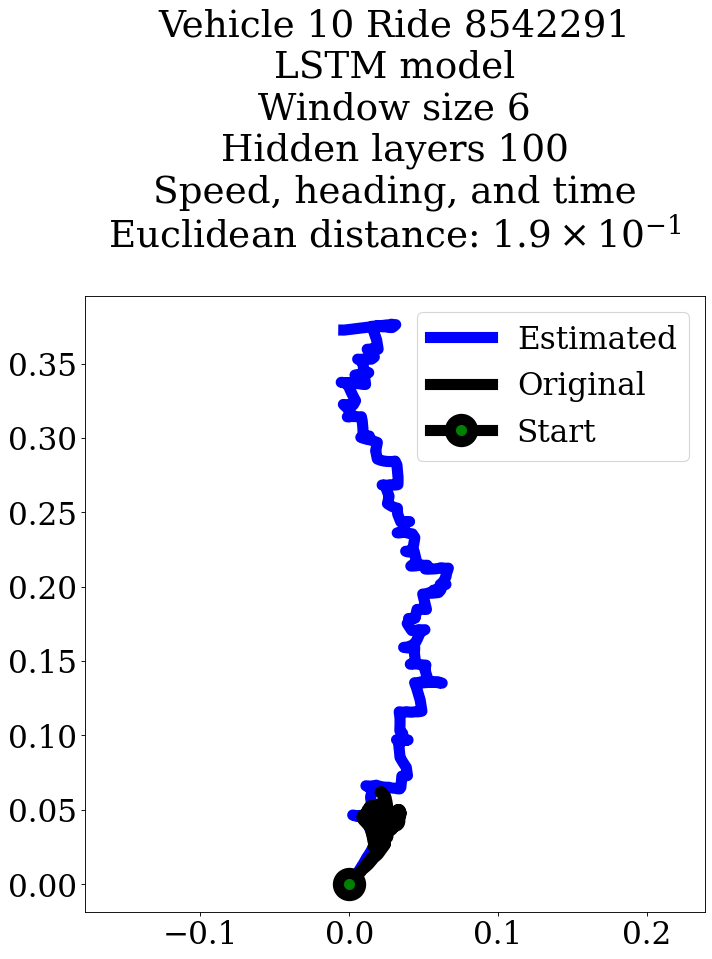 Vehicle 10 Ride 8542291
LSTM model
Window size 6
Hidden layers 100
Speed, heading, and time
Euclidean distance: 1.9 × 10⁻¹
Estimated
Original
Start
0.35
0.30
0.25
0.20
0.15
0.10
0.05
0.00
−0.1 0.0 0.1 0.2